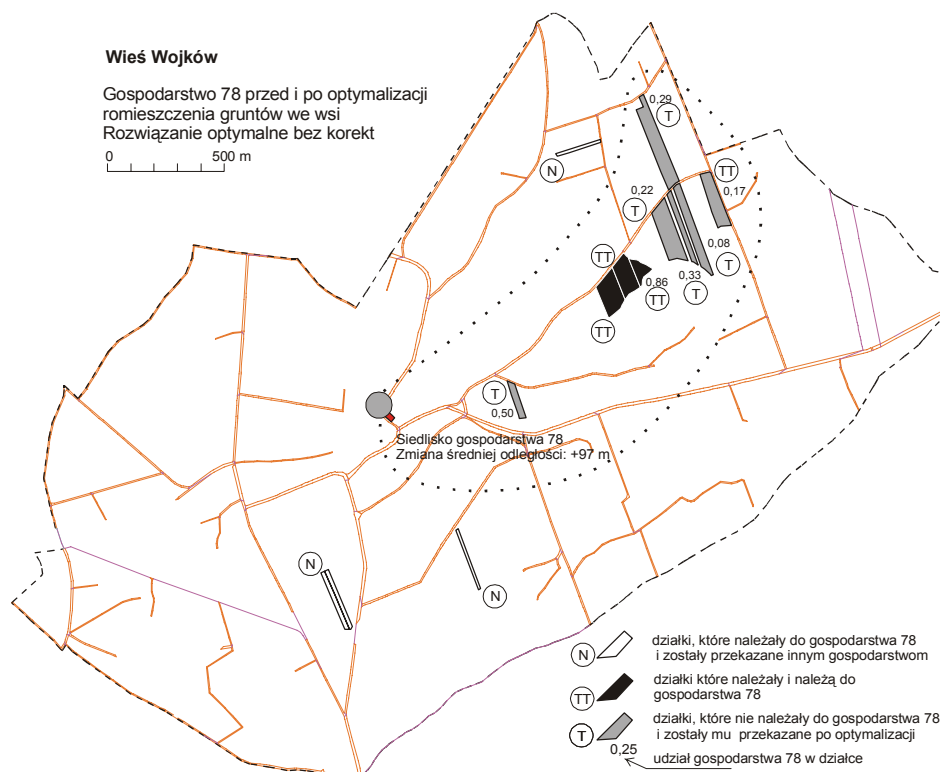 Wieś Wojków
Gospodarstwo 78 przed i po optymalizacji
romieszczenia gruntów we wsi
Rozwiązanie optymalne bez korekt
0 500 m
0,29
T
N
TT
0,17
0,22
T
TT
0,08
T
0,86
TT
0,33
T
TT
T
0,50
Siedlisko gospodarstwa 78
Zmiana średniej odległości: +97 m
N
N
N działki, które należały do gospodarstwa 78
i zostały przekazane innym gospodarstwom
TT działki które należały i należą do
gospodarstwa 78
T działki, które nie należały do gospodarstwa 78
i zostały mu przekazane po optymalizacji
0,25 udział gospodarstwa 78 w działce